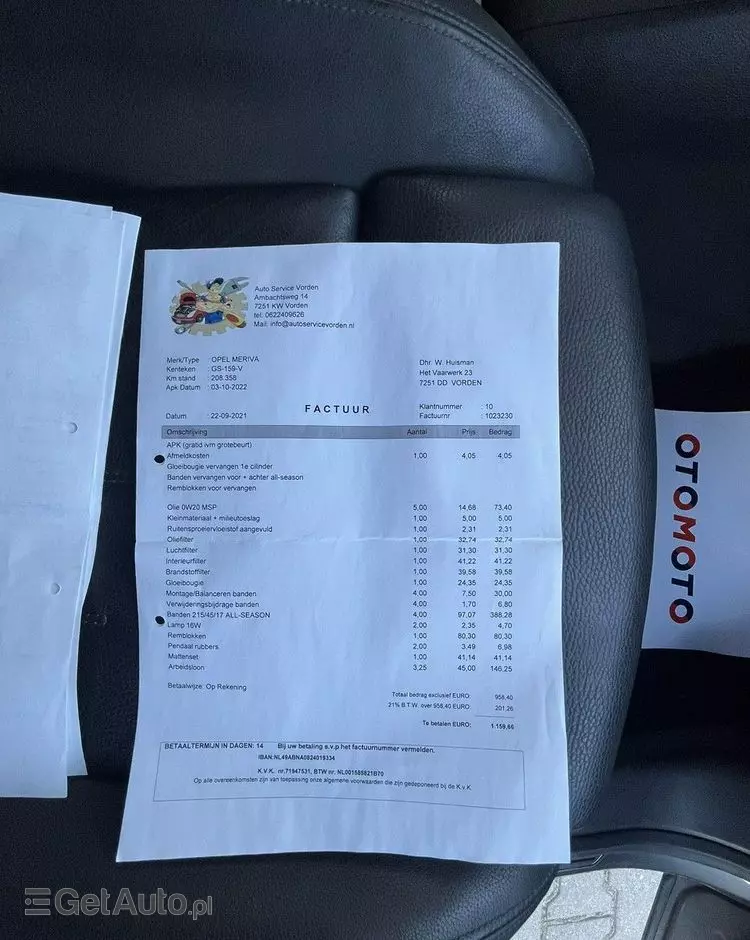 Auto Service Vorden
Ambachtsweg 14
7251 KW Vorden
tel. 0622409626
Mail: info@autoservicevorden.nl
Merk/Type : OPEL MERIVA
Kenteken : GS-159-V
Km stand : 208.358
Apk Datum : 03-10-2022
Dhr. W. Huisman
Het Vaarwerk 23
7251 DD VORDEN
FACTUUR
Klantnummer : 10
Datum : 22-09-2021 Factuurnr : 1023230
Omschrijving Aantal Prijs Bedrag
APK (gratid ivm grotebeurt)
Afmeldkosten 1,00 4,05 4,05
Gloeibougie vervangen 1e cilinder
Banden vervangen voor + achter all-season
Remblokken voor vervangen
Olie 0W20 MSP 5,00 14,68 73,40
Kleinmateriaal + milieutoeslag 1,00 5,00 5,00
Ruitensproeiervloeistof aangevuld 1,00 2,31 2,31
Oliefilter 1,00 32,74 32,74
Luchtfilter 1,00 31,30 31,30
Interieurfilter 1,00 41,22 41,22
Brandstoffilter 1,00 39,58 39,58
Gloeibougie 1,00 24,35 24,35
Montage/Balanceren banden 4,00 7,50 30,00
Verwijderingsbijdrage banden 4,00 1,70 6,80
Banden 215/45/17 ALL-SEASON 4,00 97,07 388,28
Lamp 16W 2,00 2,35 4,70
Remblokken 1,00 80,30 80,30
Pendaal rubbers 2,00 3,49 6,98
Mattenset 1,00 41,14 41,14
Arbeidsloon 3,25 45,00 146,25
Betaalwijze: Op Rekening
Totaal bedrag exclusief EURO: 958,40
21% B.T.W. over 958,40 EURO: 201,26
Te betalen EURO: 1.159,66
BETAALTERMIJN IN DAGEN: 14 Bij uw betaling s.v.p het factuurnummer vermelden.
IBAN:NL49ABNA0824019334
K.V.K. nr.71947531, BTW nr. NL001585821B70
Op alle overeenkomsten zijn van toepassing onze algemene voorwaarden die zijn gedeponeerd bij de K.v.K.
OTOMOTO
GetAuto.pl